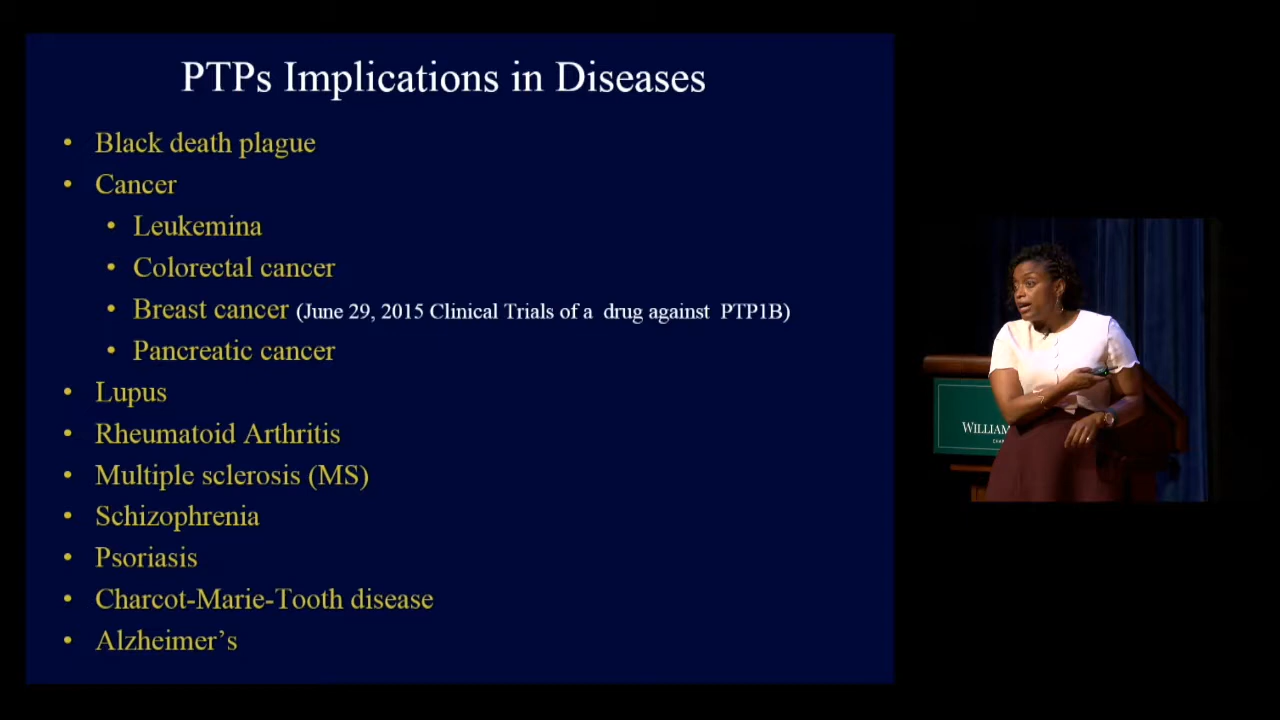 PTPs Implications in Diseases
• Black death plague
• Cancer
• Leukemina
• Colorectal cancer
• Breast cancer (June 29, 2015 Clinical Trials of a drug against PTP1B)
• Pancreatic cancer
• Lupus
• Rheumatoid Arthritis
• Multiple sclerosis (MS)
• Schizophrenia
• Psoriasis
• Charcot-Marie-Tooth disease
• Alzheimer’s
WILLIAM